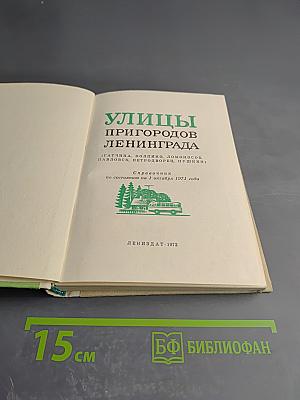 УЛИЦЫ
ПРИГОРОДОВ
ЛЕНИНГРАДА
(ГАТЧИНА, КОЛПИНО, ЛОМОНОСОВ,
ПАВЛОВСК, ПЕТРОДВОРЕЦ, ПУШКИН)
Справочник
по состоянию на 1 октября 1972 года
ЛЕНИЗДАТ·1973
15 см
БФ БИБЛИОФАН